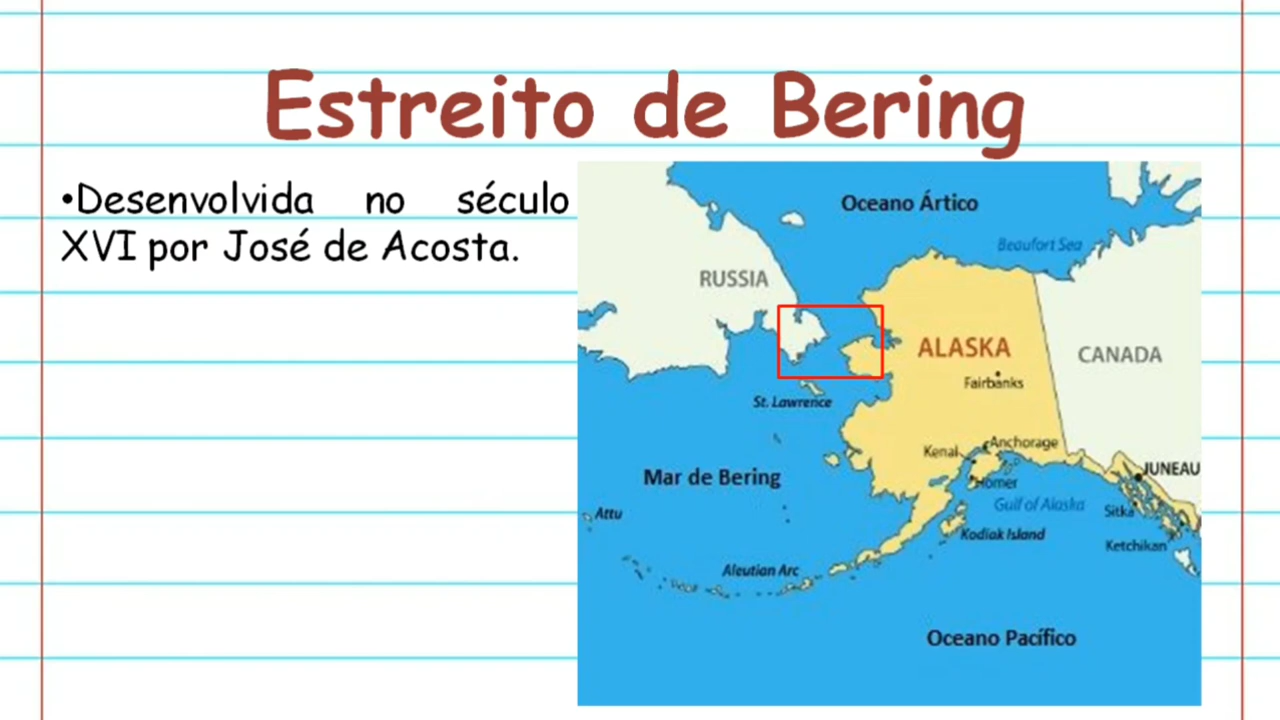 Estreito de Bering
•Desenvolvida no século
XVI por José de Acosta.
Oceano Ártico
Beaufort Sea
RUSSIA
ALASKA
CANADA
Fairbanks
St. Lawrence
Kenal
Anchorage
JUNEAU
Mar de Bering
Homer
Gulf of Alaska
Sitka
Attu
Kodiak Island
Ketchikan
Aleutian Arc
Oceano Pacífico